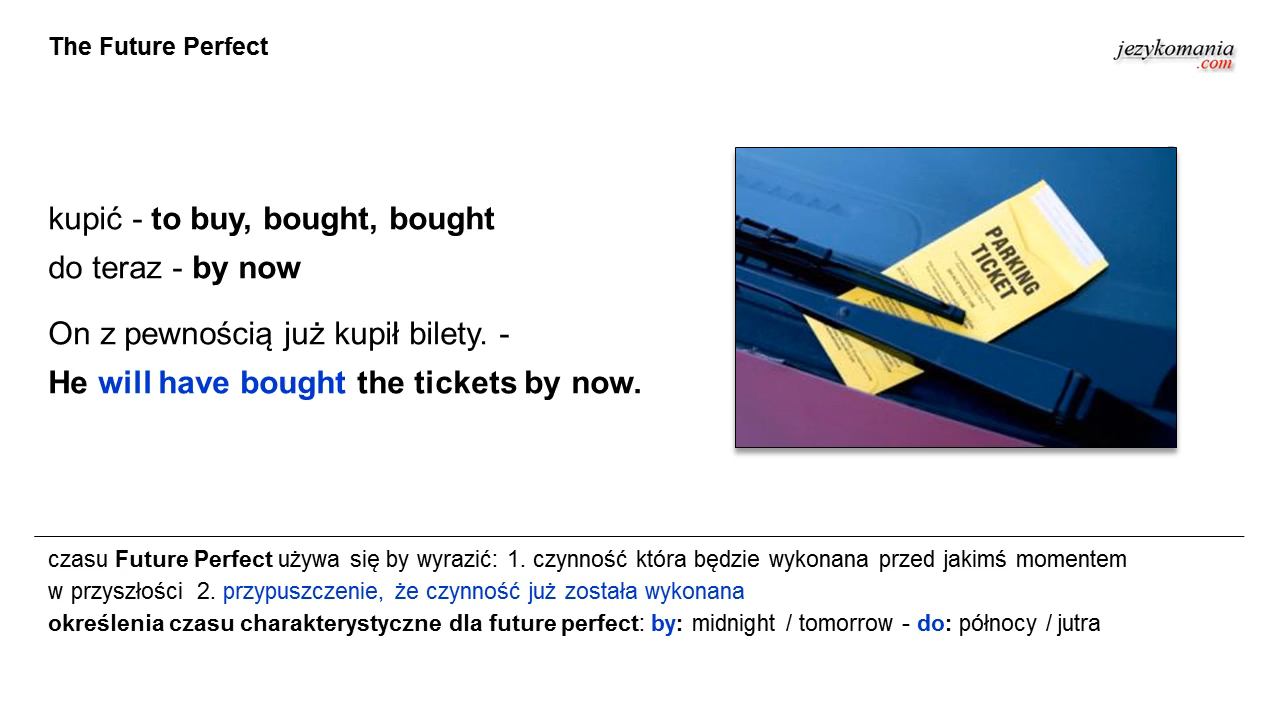 The Future Perfect
jezykomania
.com
kupić - to buy, bought, bought
do teraz - by now
On z pewnością już kupił bilety. -
He will have bought the tickets by now.
PARKING
TICKET
czasu Future Perfect używa się by wyrazić: 1. czynność która będzie wykonana przed jakimś momentem
w przyszłości 2. przypuszczenie, że czynność już została wykonana
określenia czasu charakterystyczne dla future perfect: by: midnight / tomorrow - do: północy / jutra